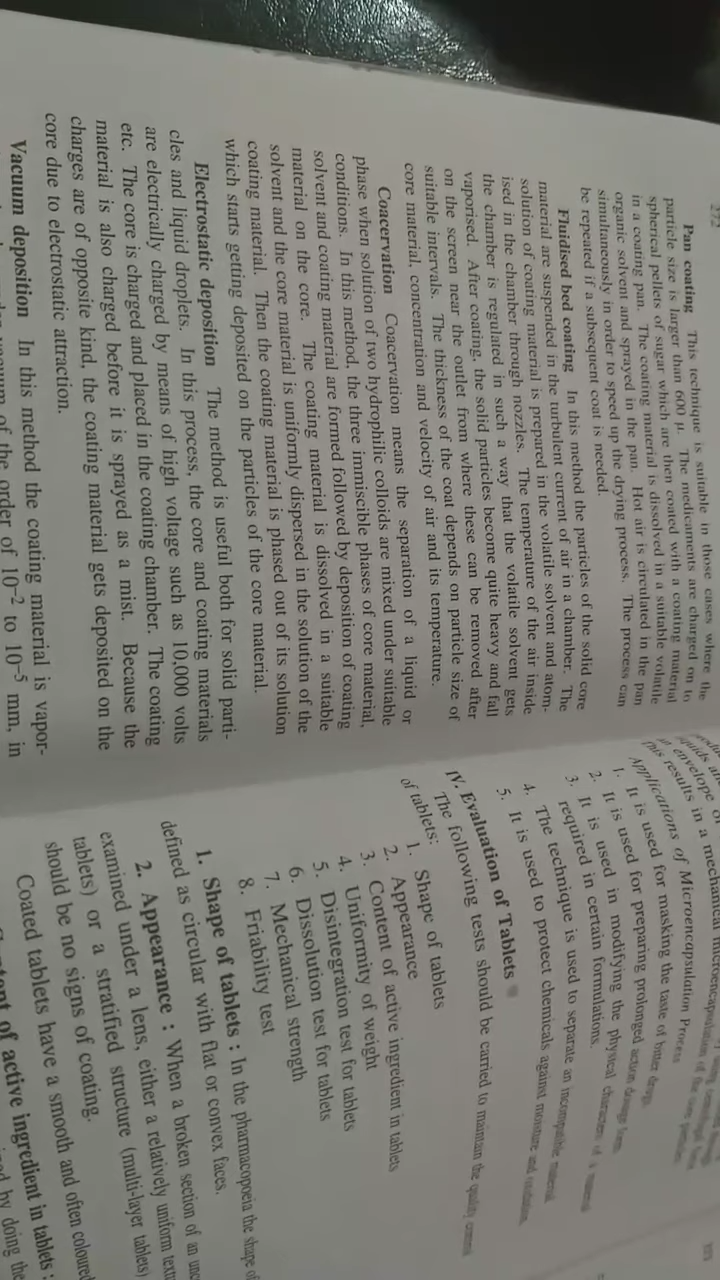 272
Pan coating This technique is suitable in those cases where the
particle size is larger than 600 μ. The medicaments are charged on to
spherical pellets of sugar which are then coated with a coating material
in a coating pan. The coating material is dissolved in a suitable volatile
organic solvent and sprayed in the pan. Hot air is circulated in the pan
simultaneously in order to speed up the drying process. The process can
be repeated if a subsequent coat is needed.
Fluidised bed coating In this method the particles of the solid core
material are suspended in the turbulent current of air in a chamber. The
solution of coating material is prepared in the volatile solvent and atom-
ised in the chamber through nozzles. The temperature of the air inside
the chamber is regulated in such a way that the volatile solvent gets
vaporised. After coating, the solid particles become quite heavy and fall
on the screen near the outlet from where these can be removed after
suitable intervals. The thickness of the coat depends on particle size of
core material, concentration and velocity of air and its temperature.
Coacervation Coacervation means the separation of a liquid or
phase when solution of two hydrophilic colloids are mixed under suitable
conditions. In this method, the three immiscible phases of core material,
solvent and coating material are formed followed by deposition of coating
material on the core. The coating material is dissolved in a suitable
solvent and the core material is uniformly dispersed in the solution of the
coating material. Then the coating material is phased out of its solution
which starts getting deposited on the particles of the core material.
Electrostatic deposition The method is useful both for solid parti-
cles and liquid droplets. In this process, the core and coating materials
are electrically charged by means of high voltage such as 10,000 volts
etc. The core is charged and placed in the coating chamber. The coating
material is also charged before it is sprayed as a mist. Because the
charges are of opposite kind, the coating material gets deposited on the
core due to electrostatic attraction.
Vacuum deposition In this method the coating material is vapor-
vacuum of the order of 10⁻² to 10⁻⁵ mm, in
envelope
This results in a mechanical microencapsulation of the core
Applications of Microencapsulation Process
1. It is used for masking the taste of bitter drugs.
2. It is used for preparing prolonged action dosage form.
3. It is used in modifying the physical characters of a material
required in certain formulations.
4. The technique is used to separate an incompatible material.
5. It is used to protect chemicals against moisture and oxidation.
IV. Evaluation of Tablets
The following tests should be carried to maintain the quality control
of tablets:
1. Shape of tablets
2. Appearance
3. Content of active ingredient in tablets
4. Uniformity of weight
5. Disintegration test for tablets
6. Dissolution test for tablets
7. Mechanical strength
8. Friability test
1. Shape of tablets : In the pharmacopoeia the shape of
defined as circular with flat or convex faces.
2. Appearance : When a broken section of an unc
examined under a lens, either a relatively uniform textu
tablets) or a stratified structure (multi-layer tablets)
should be no signs of coating.
Coated tablets have a smooth and often coloured
of active ingredient in tablets :
by doing the